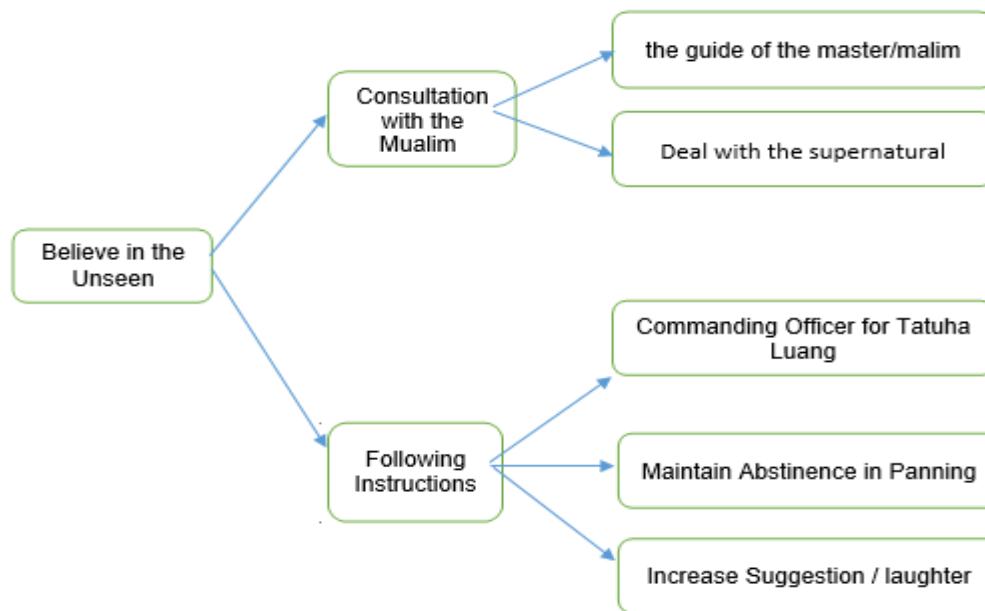 the guide of the master/malim
Consultation
with the
Mualim
Deal with the supernatural
Believe in the
Unseen
Commanding Officer for Tatuha
Luang
Following
Instructions
Maintain Abstinence in Panning
Increase Suggestion / laughter